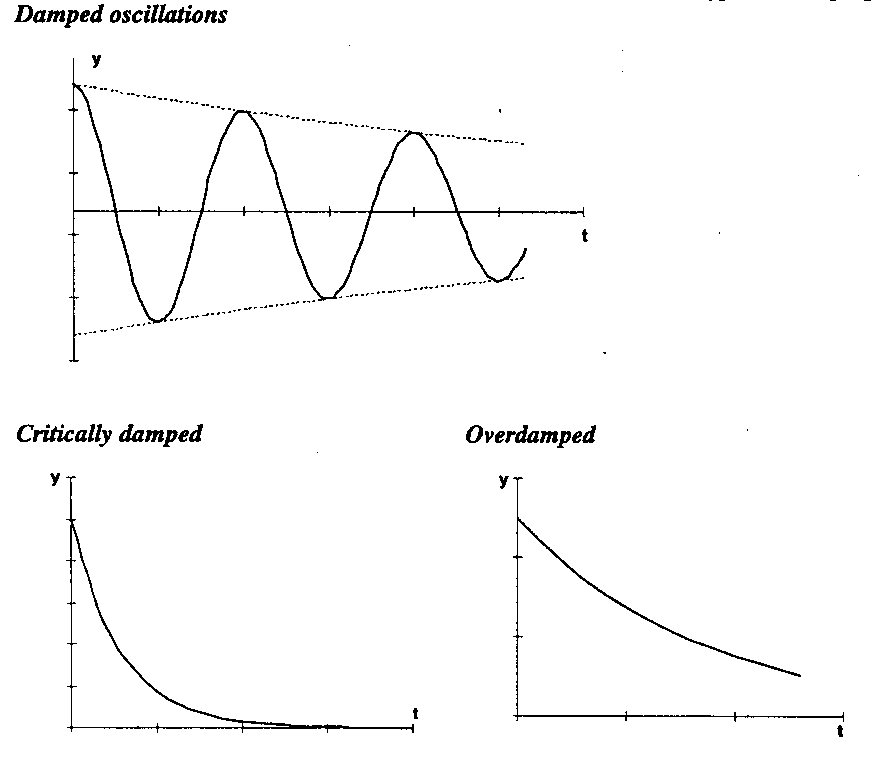 Damped oscillations
y
t
Critically damped
Overdamped
y
t
y
t